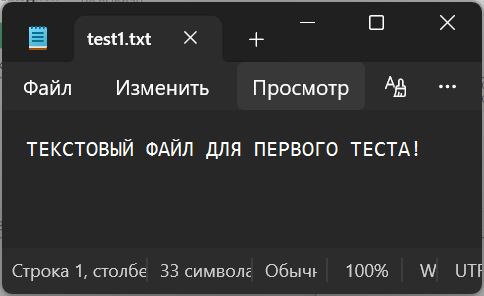 test1.txt
Файл Изменить Просмотр
ТЕКСТОВЫЙ ФАЙЛ ДЛЯ ПЕРВОГО ТЕСТА!
Строка 1, столбе 33 символа Обычн 100% W UTF